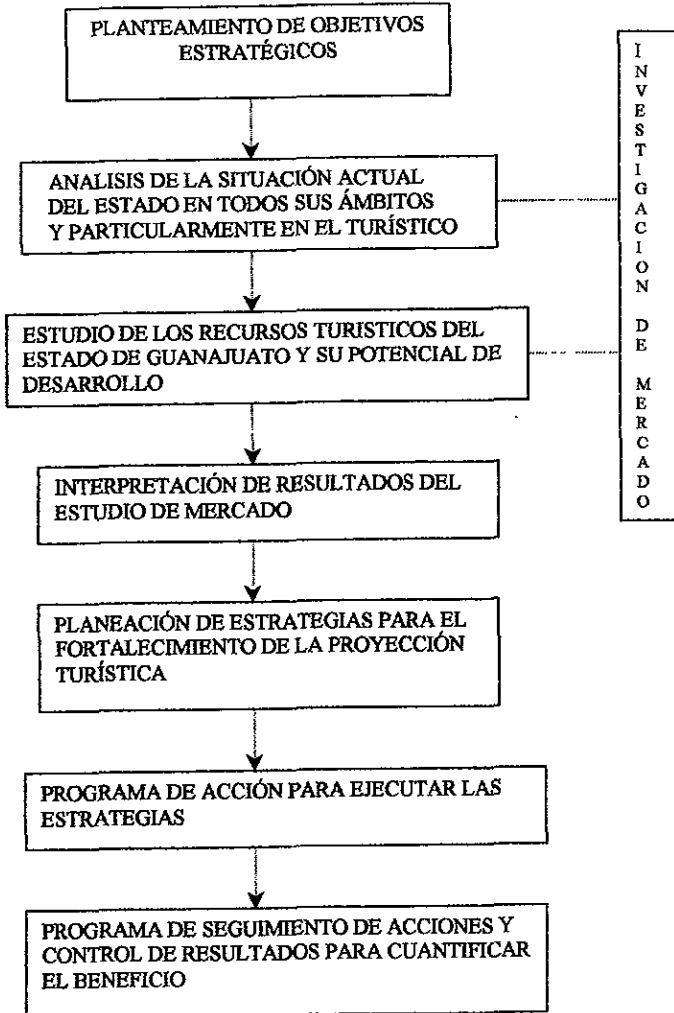 PLANTEAMIENTO DE OBJETIVOS
ESTRATÉGICOS
ANALISIS DE LA SITUACIÓN ACTUAL
DEL ESTADO EN TODOS SUS ÁMBITOS
Y PARTICULARMENTE EN EL TURÍSTICO
ESTUDIO DE LOS RECURSOS TURISTICOS DEL
ESTADO DE GUANAJUATO Y SU POTENCIAL DE
DESARROLLO
INTERPRETACIÓN DE RESULTADOS DEL
ESTUDIO DE MERCADO
PLANEACIÓN DE ESTRATEGIAS PARA EL
FORTALECIMIENTO DE LA PROYECCIÓN
TURÍSTICA
PROGRAMA DE ACCIÓN PARA EJECUTAR LAS
ESTRATEGIAS
PROGRAMA DE SEGUIMIENTO DE ACCIONES Y
CONTROL DE RESULTADOS PARA CUANTIFICAR
EL BENEFICIO
INVESTIGACION DE MERCADO